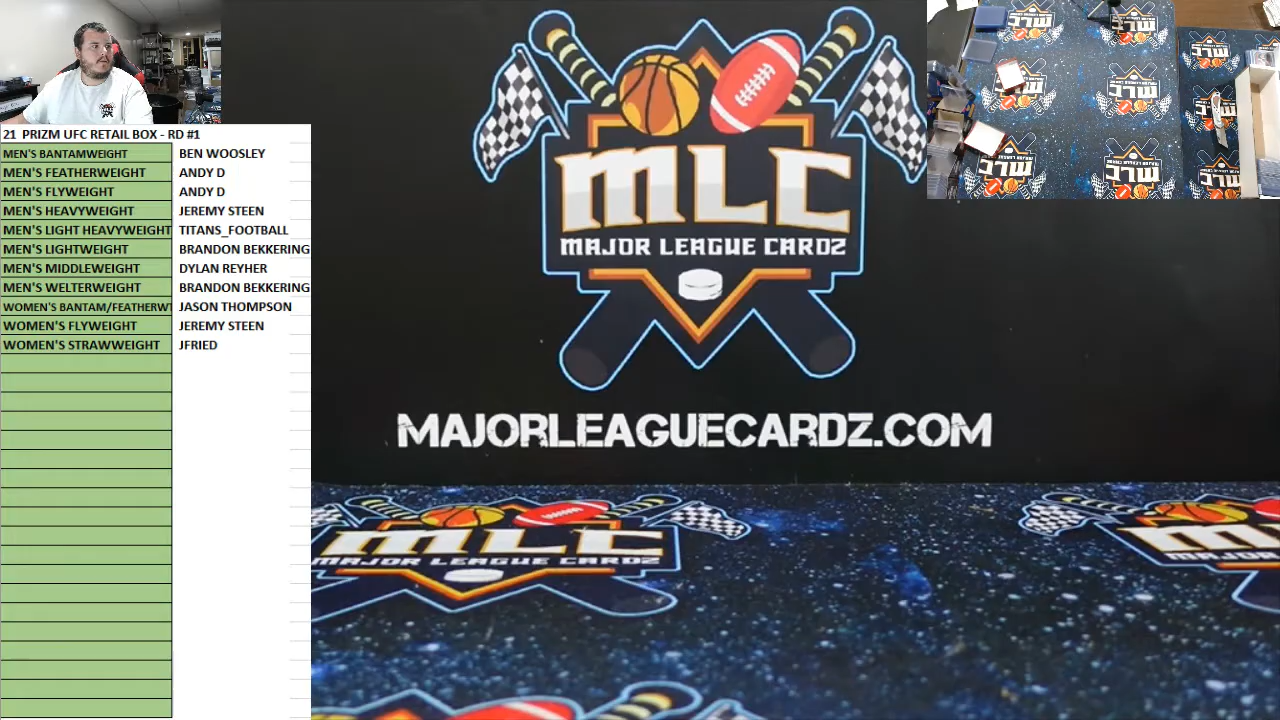 21 PRIZM UFC RETAIL BOX - RD #1
MEN'S BANTAMWEIGHT BEN WOOSLEY
MEN'S FEATHERWEIGHT ANDY D
MEN'S FLYWEIGHT ANDY D
MEN'S HEAVYWEIGHT JEREMY STEEN
MEN'S LIGHT HEAVYWEIGHT TITANS_FOOTBALL
MEN'S LIGHTWEIGHT BRANDON BEKKERING
MEN'S MIDDLEWEIGHT DYLAN REYHER
MEN'S WELTERWEIGHT BRANDON BEKKERING
WOMEN'S BANTAM/FEATHERW JASON THOMPSON
WOMEN'S FLYWEIGHT JEREMY STEEN
WOMEN'S STRAWWEIGHT JFRIED
MLC
MAJOR LEAGUE CARDZ
MAJORLEAGUECARDZ.COM
MLC
MAJOR LEAGUE CARDZ